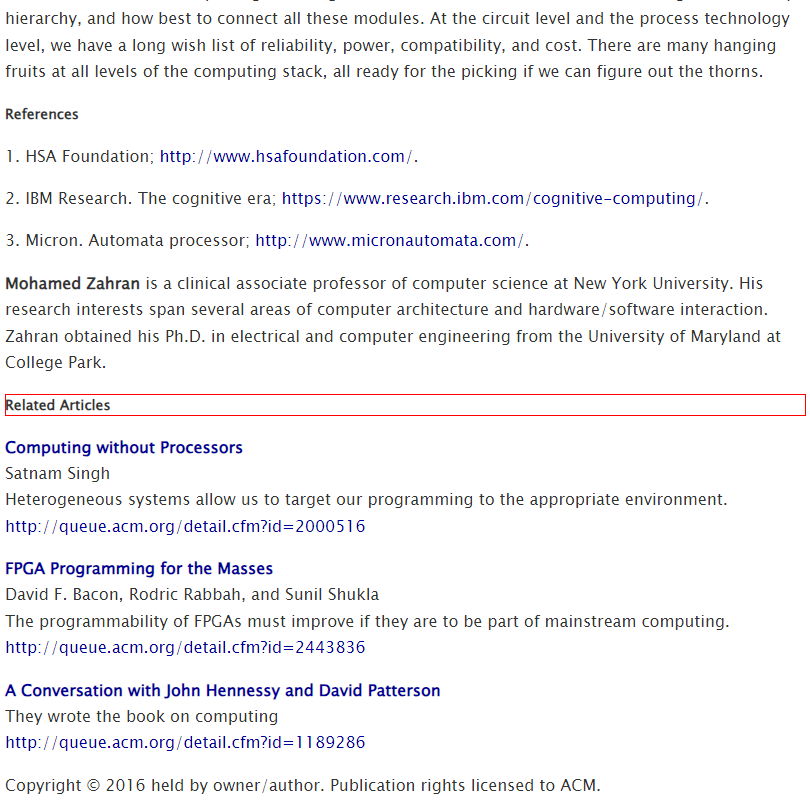 hierarchy, and how best to connect all these modules. At the circuit level and the process technology
level, we have a long wish list of reliability, power, compatibility, and cost. There are many hanging
fruits at all levels of the computing stack, all ready for the picking if we can figure out the thorns.
References
1. HSA Foundation; http://www.hsafoundation.com/.
2. IBM Research. The cognitive era; https://www.research.ibm.com/cognitive-computing/.
3. Micron. Automata processor; http://www.micronautomata.com/.
Mohamed Zahran is a clinical associate professor of computer science at New York University. His
research interests span several areas of computer architecture and hardware/software interaction.
Zahran obtained his Ph.D. in electrical and computer engineering from the University of Maryland at
College Park.
Related Articles
Computing without Processors
Satnam Singh
Heterogeneous systems allow us to target our programming to the appropriate environment.
http://queue.acm.org/detail.cfm?id=2000516
FPGA Programming for the Masses
David F. Bacon, Rodric Rabbah, and Sunil Shukla
The programmability of FPGAs must improve if they are to be part of mainstream computing.
http://queue.acm.org/detail.cfm?id=2443836
A Conversation with John Hennessy and David Patterson
They wrote the book on computing
http://queue.acm.org/detail.cfm?id=1189286
Copyright © 2016 held by owner/author. Publication rights licensed to ACM.